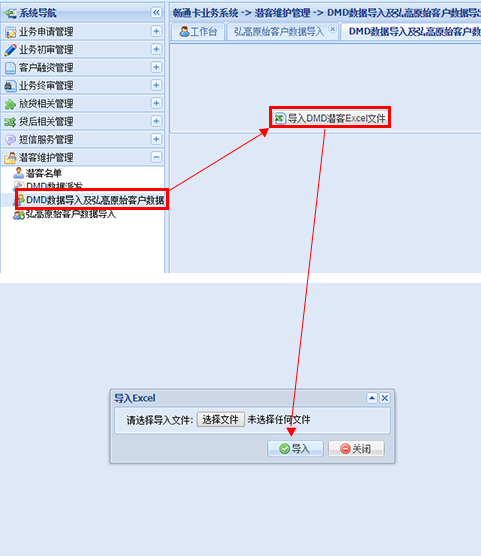 系统导航
业务申请管理
业务初审管理
客户融资管理
业务终审管理
放贷相关管理
贷后相关管理
短信服务管理
潜客维护管理
潜客名单
DMD数据派发
DMD数据导入及弘高原始客户数据
弘高原始客户数据导入
畅通卡业务系统 -> 潜客维护管理 -> DMD数据导入及弘高原始客户数据导
工作台 弘高原始客户数据导入 DMD数据导入及弘高原始客户
导入DMD潜客Excel文件
导入Excel
请选择导入文件: 选择文件 未选择任何文件
导入 关闭